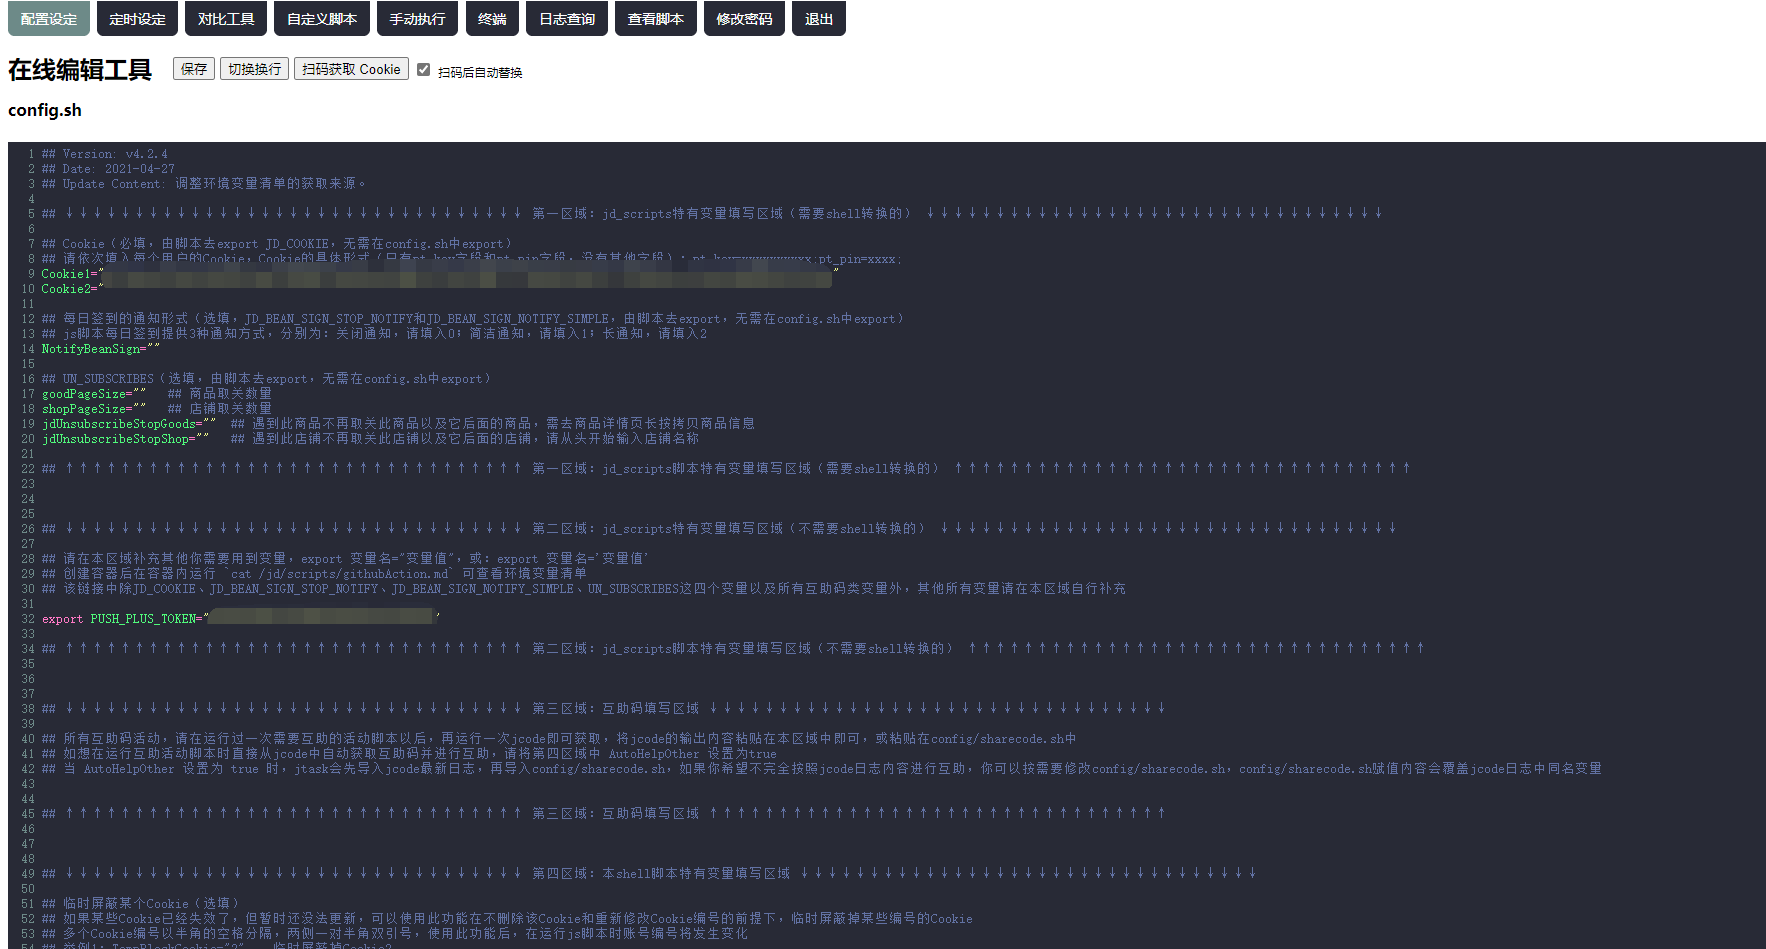 配置设定 定时设定 对比工具 自定义脚本 手动执行 终端 日志查询 查看脚本 修改密码 退出
在线编辑工具 保存 切换换行 扫码获取 Cookie 扫码后自动替换
config.sh
1 ## Version: v4.2.4
2 ## Date: 2021-04-27
3 ## Update Content: 调整环境变量清单的获取来源。
4
5 ## ↓↓↓↓↓↓↓↓↓↓↓↓↓↓↓↓↓↓↓↓↓↓↓↓↓↓↓↓↓↓↓↓↓ 第一区域：jd_scripts特有变量填写区域（需要shell转换的） ↓↓↓↓↓↓↓↓↓↓↓↓↓↓↓↓↓↓↓↓↓↓↓↓↓↓↓↓↓↓↓↓↓
6
7 ## Cookie（必填，由脚本去export JD_COOKIE，无需在config.sh中export）
8 ## 请依次填入每个用户的Cookie，Cookie的具体形式（只有pt_key字段和pt_pin字段，没有其他字段）：pt_key=xxxxxxxxxx;pt_pin=xxxx;
9 Cookie1=" "
10 Cookie2="
11
12 ## 每日签到的通知形式（选填，JD_BEAN_SIGN_STOP_NOTIFY和JD_BEAN_SIGN_NOTIFY_SIMPLE，由脚本去export，无需在config.sh中export）
13 ## js脚本每日签到提供3种通知方式，分别为：关闭通知，请填入0；简洁通知，请填入1；长通知，请填入2
14 NotifyBeanSign=""
15
16 ## UN_SUBSCRIBES（选填，由脚本去export，无需在config.sh中export）
17 goodPageSize="" ## 商品取关数量
18 shopPageSize="" ## 店铺取关数量
19 jdUnsubscribeStopGoods="" ## 遇到此商品不再取关此商品以及它后面的商品，需去商品详情页长按拷贝商品信息
20 jdUnsubscribeStopShop="" ## 遇到此店铺不再取关此店铺以及它后面的店铺，请从头开始输入店铺名称
21
22 ## ↑↑↑↑↑↑↑↑↑↑↑↑↑↑↑↑↑↑↑↑↑↑↑↑↑↑↑↑↑↑↑↑↑ 第一区域：jd_scripts脚本特有变量填写区域（需要shell转换的） ↑↑↑↑↑↑↑↑↑↑↑↑↑↑↑↑↑↑↑↑↑↑↑↑↑↑↑↑↑↑↑↑↑
23
24
25
26 ## ↓↓↓↓↓↓↓↓↓↓↓↓↓↓↓↓↓↓↓↓↓↓↓↓↓↓↓↓↓↓↓↓↓ 第二区域：jd_scripts特有变量填写区域（不需要shell转换的） ↓↓↓↓↓↓↓↓↓↓↓↓↓↓↓↓↓↓↓↓↓↓↓↓↓↓↓↓↓↓↓↓↓
27
28 ## 请在本区域补充其他你需要用到变量，export 变量名="变量值"，或：export 变量名='变量值'
29 ## 创建容器后在容器内运行 `cat /jd/scripts/githubAction.md` 可查看环境变量清单
30 ## 该链接中除JD_COOKIE、JD_BEAN_SIGN_STOP_NOTIFY、JD_BEAN_SIGN_NOTIFY_SIMPLE、UN_SUBSCRIBES这四个变量以及所有互助码类变量外，其他所有变量请在本区域自行补充
31
32 export PUSH_PLUS_TOKEN=" "
33
34 ## ↑↑↑↑↑↑↑↑↑↑↑↑↑↑↑↑↑↑↑↑↑↑↑↑↑↑↑↑↑↑↑↑↑ 第二区域：jd_scripts脚本特有变量填写区域（不需要shell转换的） ↑↑↑↑↑↑↑↑↑↑↑↑↑↑↑↑↑↑↑↑↑↑↑↑↑↑↑↑↑↑↑↑↑
35
36
37
38 ## ↓↓↓↓↓↓↓↓↓↓↓↓↓↓↓↓↓↓↓↓↓↓↓↓↓↓↓↓↓↓↓↓↓ 第三区域：互助码填写区域 ↓↓↓↓↓↓↓↓↓↓↓↓↓↓↓↓↓↓↓↓↓↓↓↓↓↓↓↓↓↓↓↓↓
39
40 ## 所有互助码活动，请在运行过一次需要互助的活动脚本以后，再运行一次jcode即可获取，将jcode的输出内容粘贴在本区域中即可，或粘贴在config/sharecode.sh中
41 ## 如想在运行互助活动脚本时直接从jcode中自动获取互助码并进行互助，请将第四区域中 AutoHelpOther 设置为true
42 ## 当 AutoHelpOther 设置为 true 时，jtask会先导入jcode最新日志，再导入config/sharecode.sh，如果你希望不完全按照jcode日志内容进行互助，你可以按需要修改config/sharecode.sh，config/sharecode.sh赋值内容会覆盖jcode日志中同名变量
43
44
45 ## ↑↑↑↑↑↑↑↑↑↑↑↑↑↑↑↑↑↑↑↑↑↑↑↑↑↑↑↑↑↑↑↑↑ 第三区域：互助码填写区域 ↑↑↑↑↑↑↑↑↑↑↑↑↑↑↑↑↑↑↑↑↑↑↑↑↑↑↑↑↑↑↑↑↑
46
47
48
49 ## ↓↓↓↓↓↓↓↓↓↓↓↓↓↓↓↓↓↓↓↓↓↓↓↓↓↓↓↓↓↓↓↓↓ 第四区域：本shell脚本特有变量填写区域 ↓↓↓↓↓↓↓↓↓↓↓↓↓↓↓↓↓↓↓↓↓↓↓↓↓↓↓↓↓↓↓↓↓
50
51 ## 临时屏蔽某个Cookie（选填）
52 ## 如果某些Cookie已经失效了，但暂时还没法更新，可以使用此功能在不删除该Cookie和重新修改Cookie编号的前提下，临时屏蔽掉某些编号的Cookie
53 ## 多个Cookie编号以半角的空格分隔，两侧一对半角双引号，使用此功能后，在运行js脚本时账号编号将发生变化
54 ## 举例1：TempBlockCookie="2" 临时屏蔽掉Cookie2